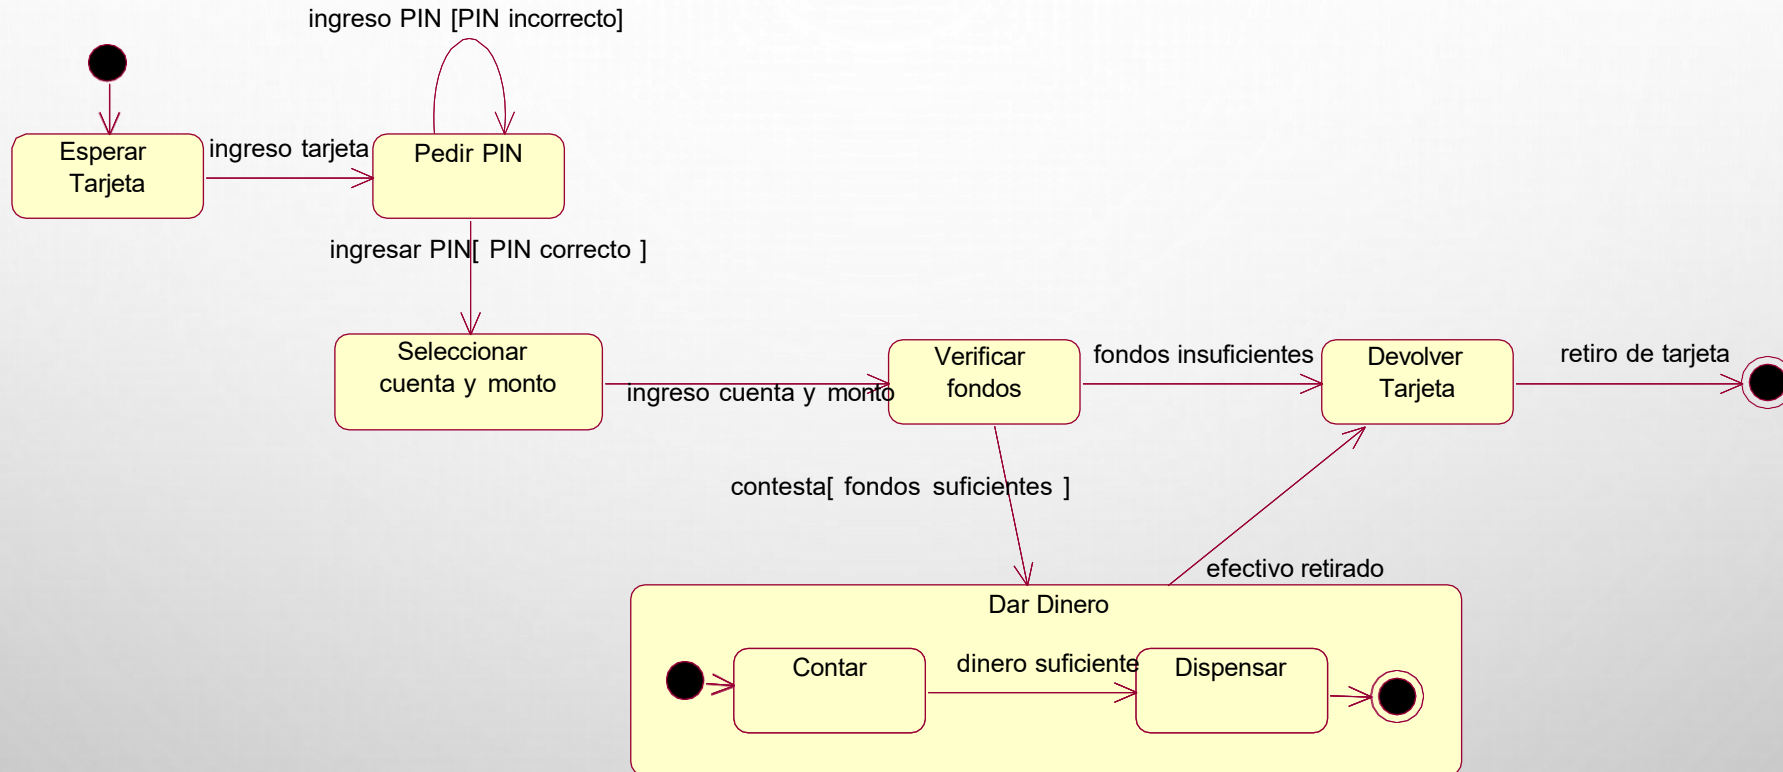 ingreso PIN [PIN incorrecto]
Esperar
Tarjeta
ingreso tarjeta
Pedir PIN
ingresar PIN[ PIN correcto ]
Seleccionar
cuenta y monto
ingreso cuenta y monto
Verificar
fondos
fondos insuficientes
Devolver
Tarjeta
retiro de tarjeta
contesta[ fondos suficientes ]
efectivo retirado
Dar Dinero
Contar
dinero suficiente
Dispensar